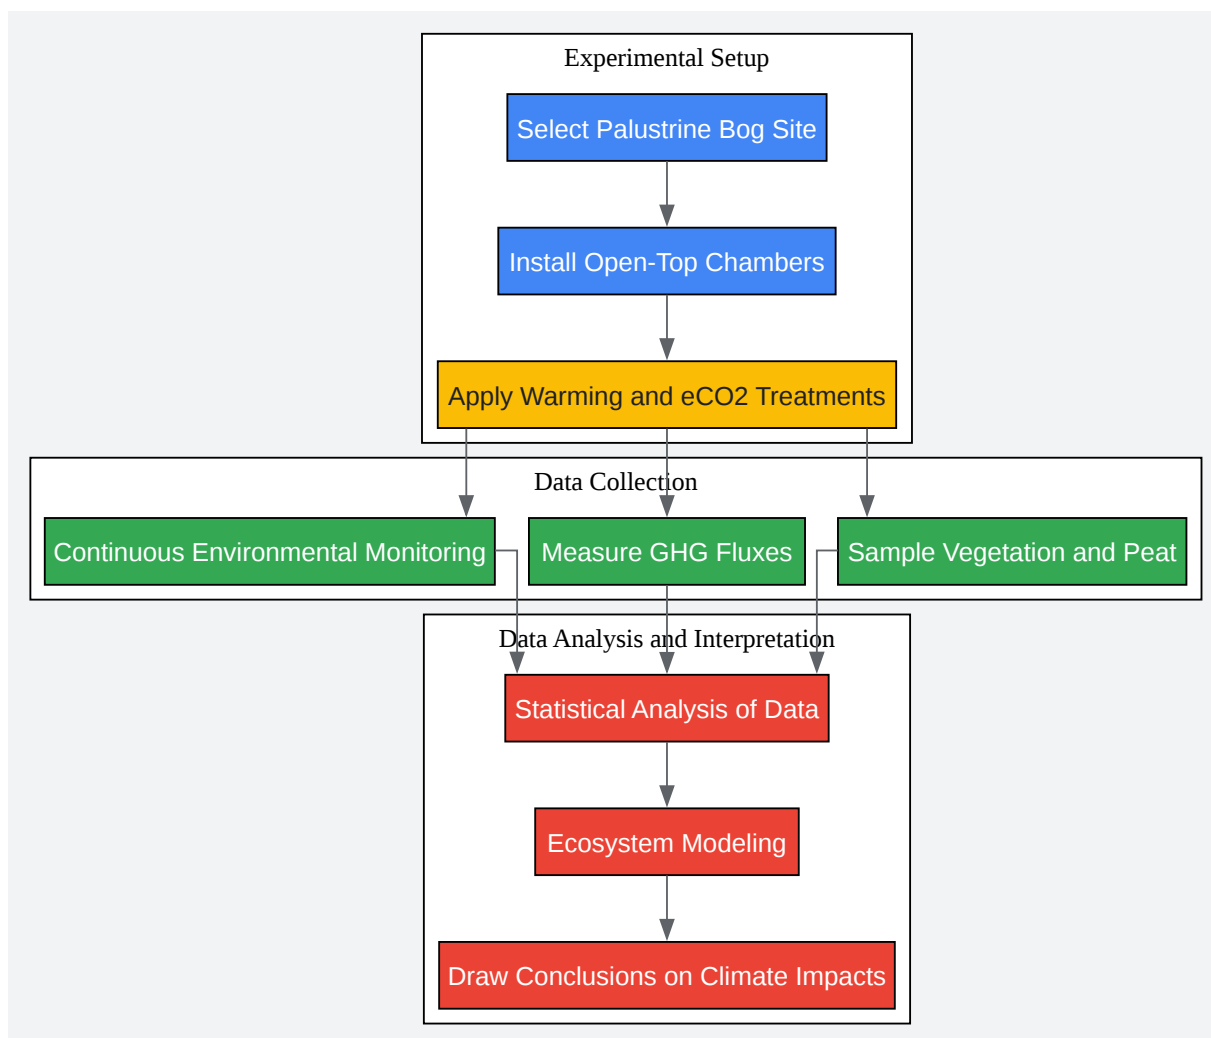 Experimental Setup
Select Palustrine Bog Site
Install Open-Top Chambers
Apply Warming and eCO2 Treatments
Data Collection
Continuous Environmental Monitoring
Measure GHG Fluxes
Sample Vegetation and Peat
Data Analysis and Interpretation
Statistical Analysis of Data
Ecosystem Modeling
Draw Conclusions on Climate Impacts